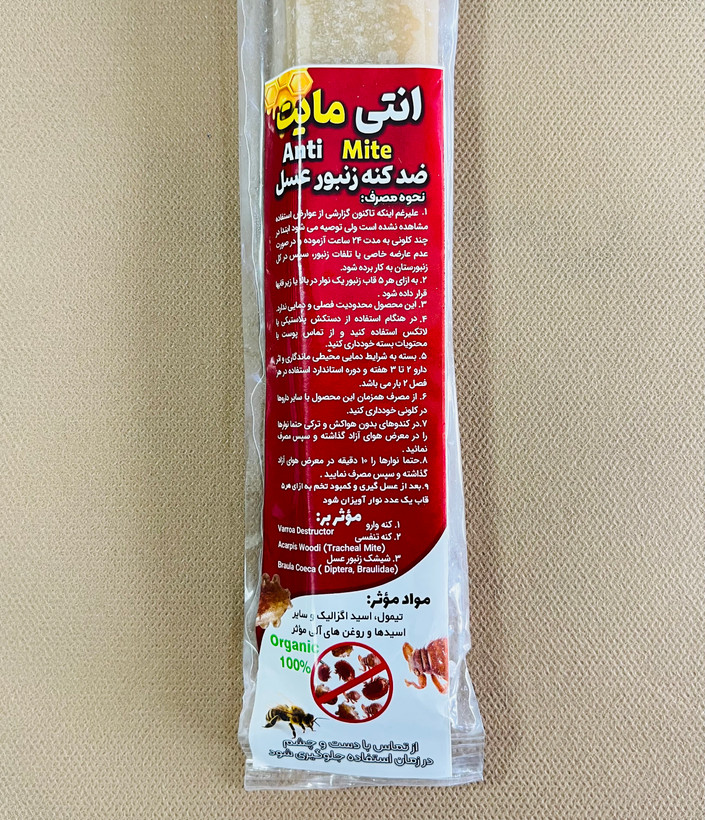 انتی مایت
Anti Mite
ضد کنه زنبور عسل
نحوه مصرف:
۱. علیرغم اینکه تاکنون گزارشی از عوارض استفاده
مشاهده نشده است ولی توصیه می شود ابتدا در
چند کلونی به مدت ۲۴ ساعت آزموده و در صورت
عدم عارضه خاصی یا تلفات زنبور، سپس در کل
زنبورستان به کار برده شود.
۲. به ازای هر ۵ قاب زنبور یک نوار در بالا یا زیر قابها
قرار داده شود .
۳. این محصول محدودیت فصلی و دمایی ندارد.
۴. در هنگام استفاده از دستکش پلاستیکی یا
لاتکس استفاده کنید و از تماس پوست با
محتویات بسته خودداری کنید.
۵. بسته به شرایط دمایی محیطی ماندگاری و اثر
دارو ۲ تا ۳ هفته و دوره استاندارد استفاده در هر
فصل ۲ بار می باشد.
۶. از مصرف همزمان این محصول با سایر داروها
در کلونی خودداری کنید.
۷.در کندوهای بدون هواکش و ترکی حتما نوارها
را در معرض هوای آزاد گذاشته و سپس مصرف
نمائید .
۸.حتما نوارها را ۱۰ دقیقه در معرض هوای آزاد
گذاشته و سپس مصرف نمایید .
۹.بعد از عسل گیری و کمبود تخم به ازای هر ۵
قاب یک عدد نوار آویزان شود
مؤثر بر:
۱. کنه وارو
Varroa Destructor
۲. کنه تنفسی
Acarpis Woodi (Tracheal Mite)
۳. شپشک زنبور عسل
Braula Coeca ( Diptera, Braulidae)
مواد مؤثر:
تیمول، اسید اگزالیک و سایر
اسیدها و روغن های آلی مؤثر
Organic
100%
از تماس با دست و چشم
در زمان استفاده جلوگیری شود